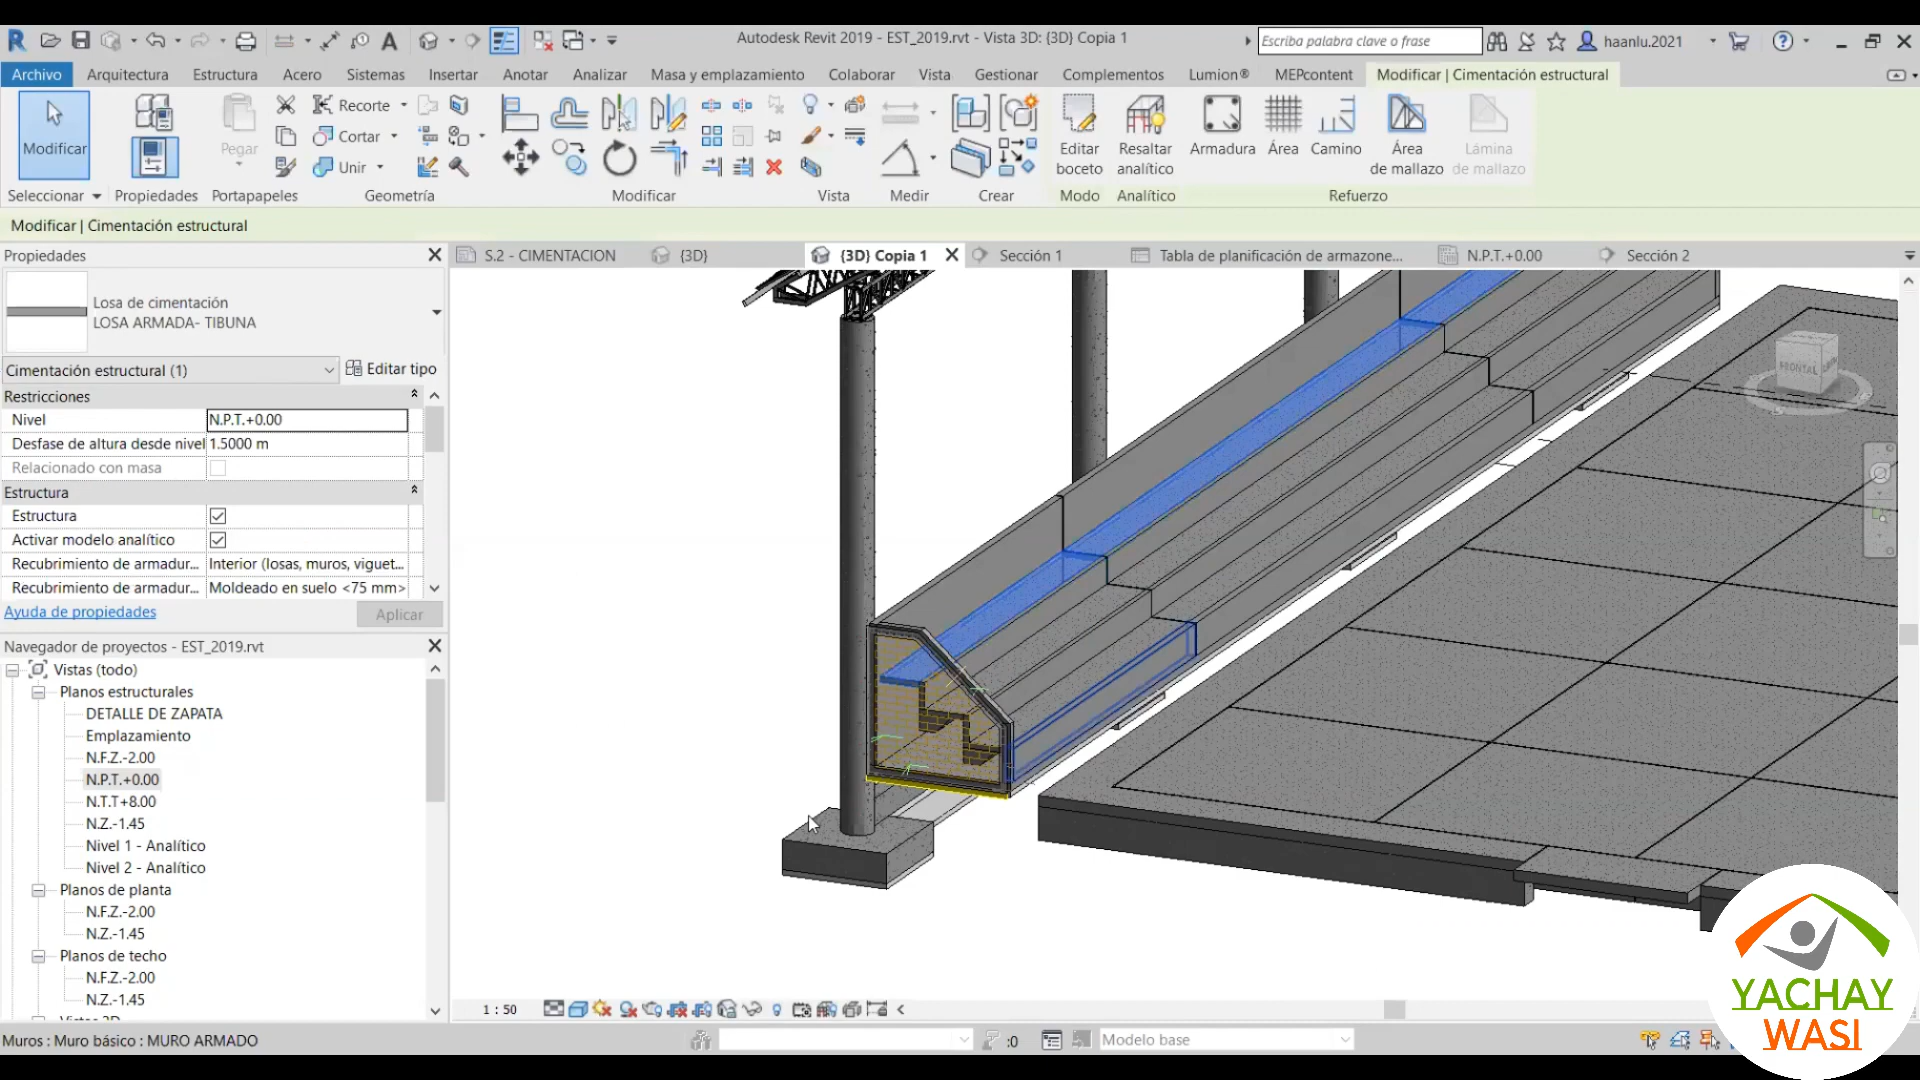 Autodesk Revit 2019 - EST_2019.rvt - Vista 3D: {3D} Copia 1
Escriba palabra clave o frase
haanlu.2021
Archivo Arquitectura Estructura Acero Sistemas Insertar Anotar Analizar Masa y emplazamiento Colaborar Vista Gestionar Complementos Lumion® MEPcontent Modificar | Cimentación estructural
Modificar
Pegar
Recorte
Cortar
Unir
Editar boceto
Resaltar analítico
Armadura
Área
Camino
Área de mallazo
Lámina de mallazo
Seleccionar Propiedades Portapapeles Geometría Modificar Vista Medir Crear Modo Analítico Refuerzo
Modificar | Cimentación estructural
Propiedades
S.2 - CIMENTACION {3D} {3D} Copia 1 Sección 1 Tabla de planificación de armazone... N.P.T.+0.00 Sección 2
Losa de cimentación
LOSA ARMADA- TIBUNA
Cimentación estructural (1) Editar tipo
Restricciones
Nivel N.P.T.+0.00
Desfase de altura desde nivel 1.5000 m
Relacionado con masa
Estructura
Estructura
Activar modelo analítico
Recubrimiento de armadur... Interior (losas, muros, viguet...
Recubrimiento de armadur... Moldeado en suelo <75 mm>
Ayuda de propiedades Aplicar
Navegador de proyectos - EST_2019.rvt
Vistas (todo)
Planos estructurales
DETALLE DE ZAPATA
Emplazamiento
N.F.Z.-2.00
N.P.T.+0.00
N.T.T+8.00
N.Z.-1.45
Nivel 1 - Analítico
Nivel 2 - Analítico
Planos de planta
N.F.Z.-2.00
N.Z.-1.45
Planos de techo
N.F.Z.-2.00
N.Z.-1.45
FRONTAL
1 : 50
Muros : Muro básico : MURO ARMADO
:0
Modelo base
YACHAY
WASI